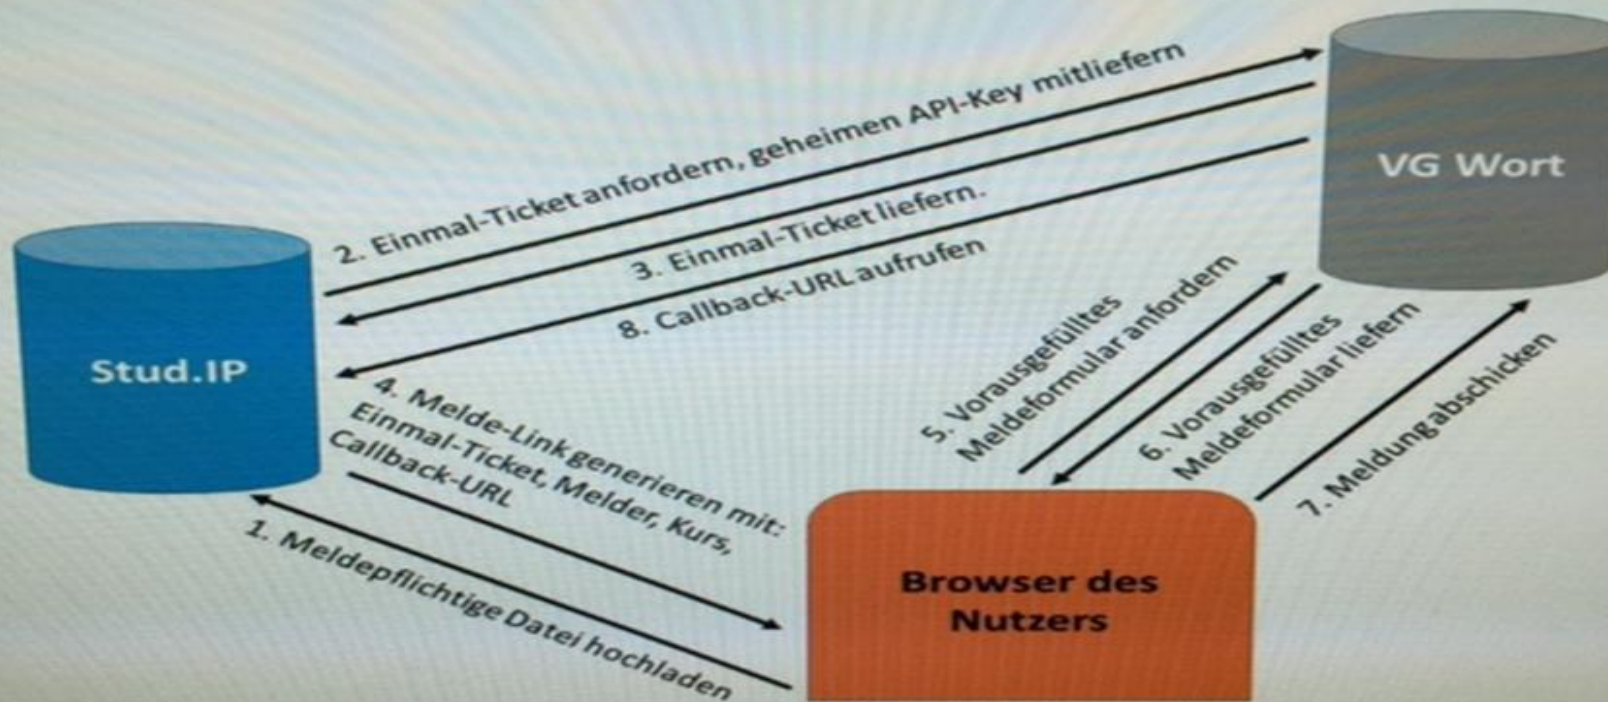 2. Einmal-Ticket anfordern, geheimen API-Key mitliefern
VG Wort
3. Einmal-Ticket liefern.
8. Callback-URL aufrufen
Stud.IP
4. Melde-Link generieren mit:
Einmal-Ticket, Melder, Kurs,
Callback-URL
1. Meldepflichtige Datei hochladen
5. Vorausgefülltes
Meldeformular anfordern
6. Vorausgefülltes
Meldeformular liefern
7. Meldung abschicken
Browser des
Nutzers